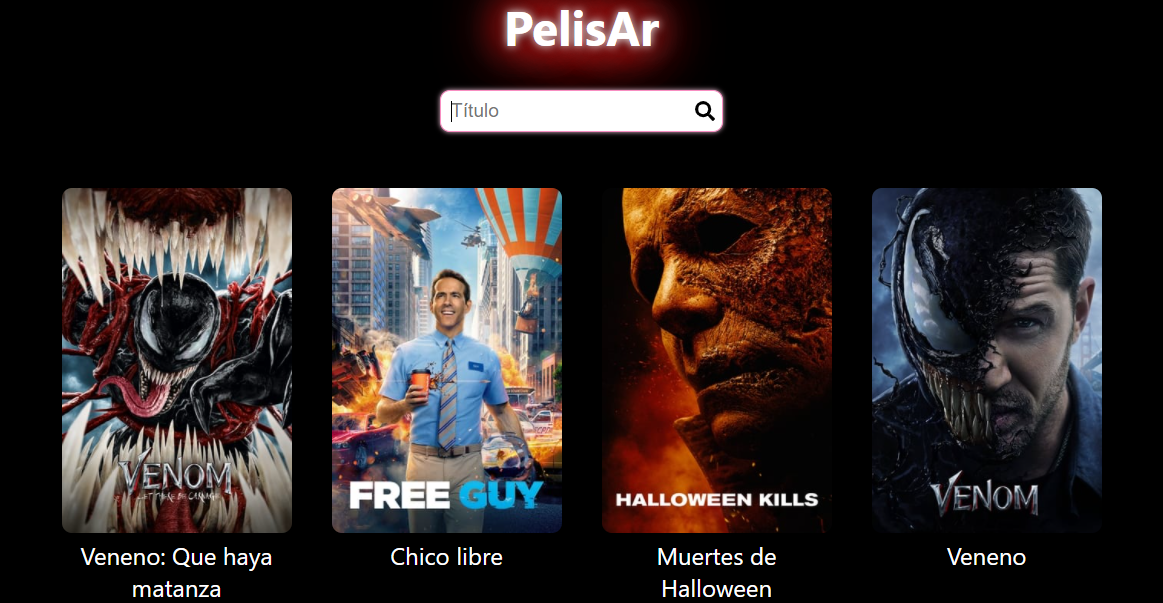 PelisAr
Título
VENOM
LET THERE BE CARNAGE
FREE GUY
HALLOWEEN KILLS
VENOM
Veneno: Que haya
matanza
Chico libre
Muertes de
Halloween
Veneno